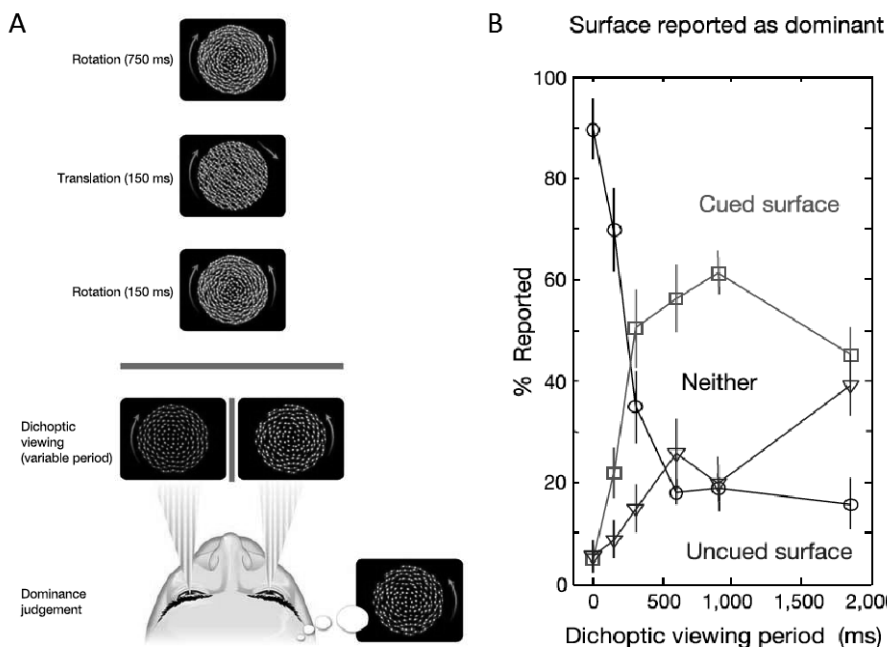 A
Rotation (750 ms)
Translation (150 ms)
Rotation (150 ms)
Dichoptic
viewing
(variable period)
Dominance
judgement
B
Surface reported as dominant
% Reported
100
80
60
40
20
0
Cued surface
Neither
Uncued surface
0
500
1,000
1,500
2,00
Dichoptic viewing period (ms)